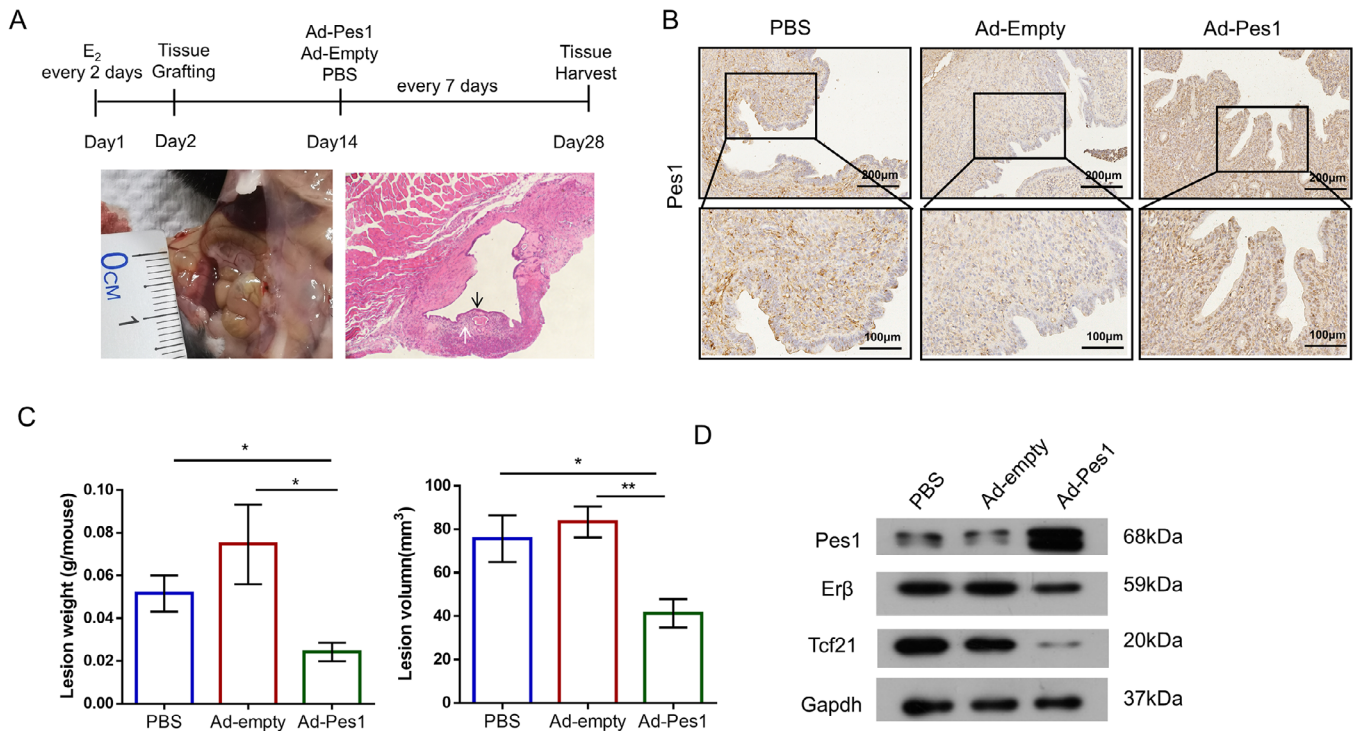 A
E₂
every 2 days
Tissue
Grafting
Ad-Pes1
Ad-Empty
PBS
every 7 days
Tissue
Harvest
Day1
Day2
Day14
Day28
0
CM
1
B
PBS
Ad-Empty
Ad-Pes1
Pes1
200μm
200μm
200μm
100μm
100μm
100μm
C
*
*
Lesion weight (g/mouse)
0.10
0.08
0.06
0.04
0.02
0.00
PBS
Ad-empty
Ad-Pes1
*
**
Lesion volumn(mm³)
100
80
60
40
20
0
PBS
Ad-empty
Ad-Pes1
D
PBS
Ad-empty
Ad-Pes1
Pes1
68kDa
Erβ
59kDa
Tcf21
20kDa
Gapdh
37kDa